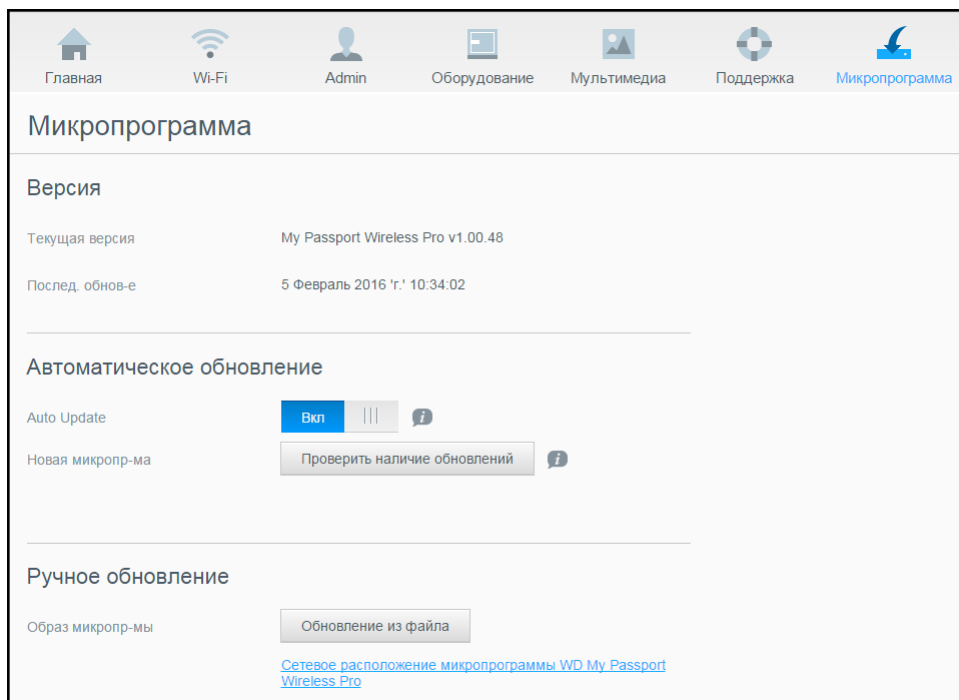 Главная Wi-Fi Admin Оборудование Мультимедиа Поддержка Микропрограмма
Микропрограмма
Версия
Текущая версия My Passport Wireless Pro v1.00.48
Послед. обнов-е 5 Февраль 2016 'г.' 10:34:02
Автоматическое обновление
Auto Update Вкл
Новая микропр-ма Проверить наличие обновлений
Ручное обновление
Образ микропр-мы Обновление из файла
Сетевое расположение микропрограммы WD My Passport
Wireless Pro